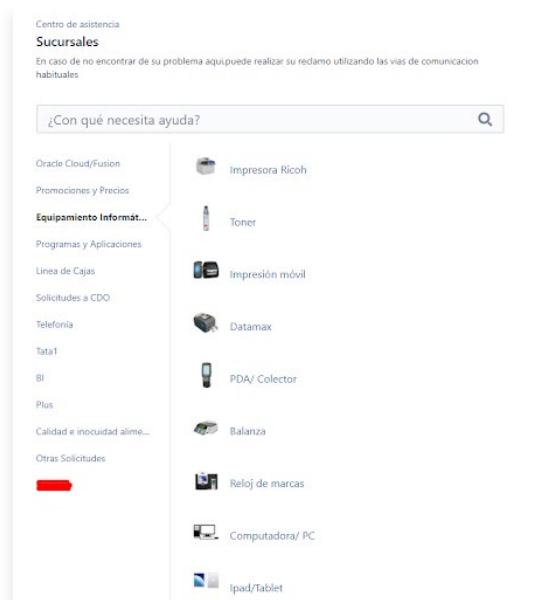 Centro de asistencia
Sucursales
En caso de no encontrar de su problema aqui,puede realizar su reclamo utilizando las vias de comunicacion
habituales
¿Con qué necesita ayuda?
Oracle Cloud/Fusion
Promociones y Precios
Equipamiento Informát...
Programas y Aplicaciones
Linea de Cajas
Solicitudes a CDO
Telefonía
Tata1
BI
Plus
Calidad e inocuidad alime...
Otras Solicitudes
Impresora Ricoh
Toner
Impresión móvil
Datamax
PDA/ Colector
Balanza
Reloj de marcas
Computadora/ PC
Ipad/Tablet